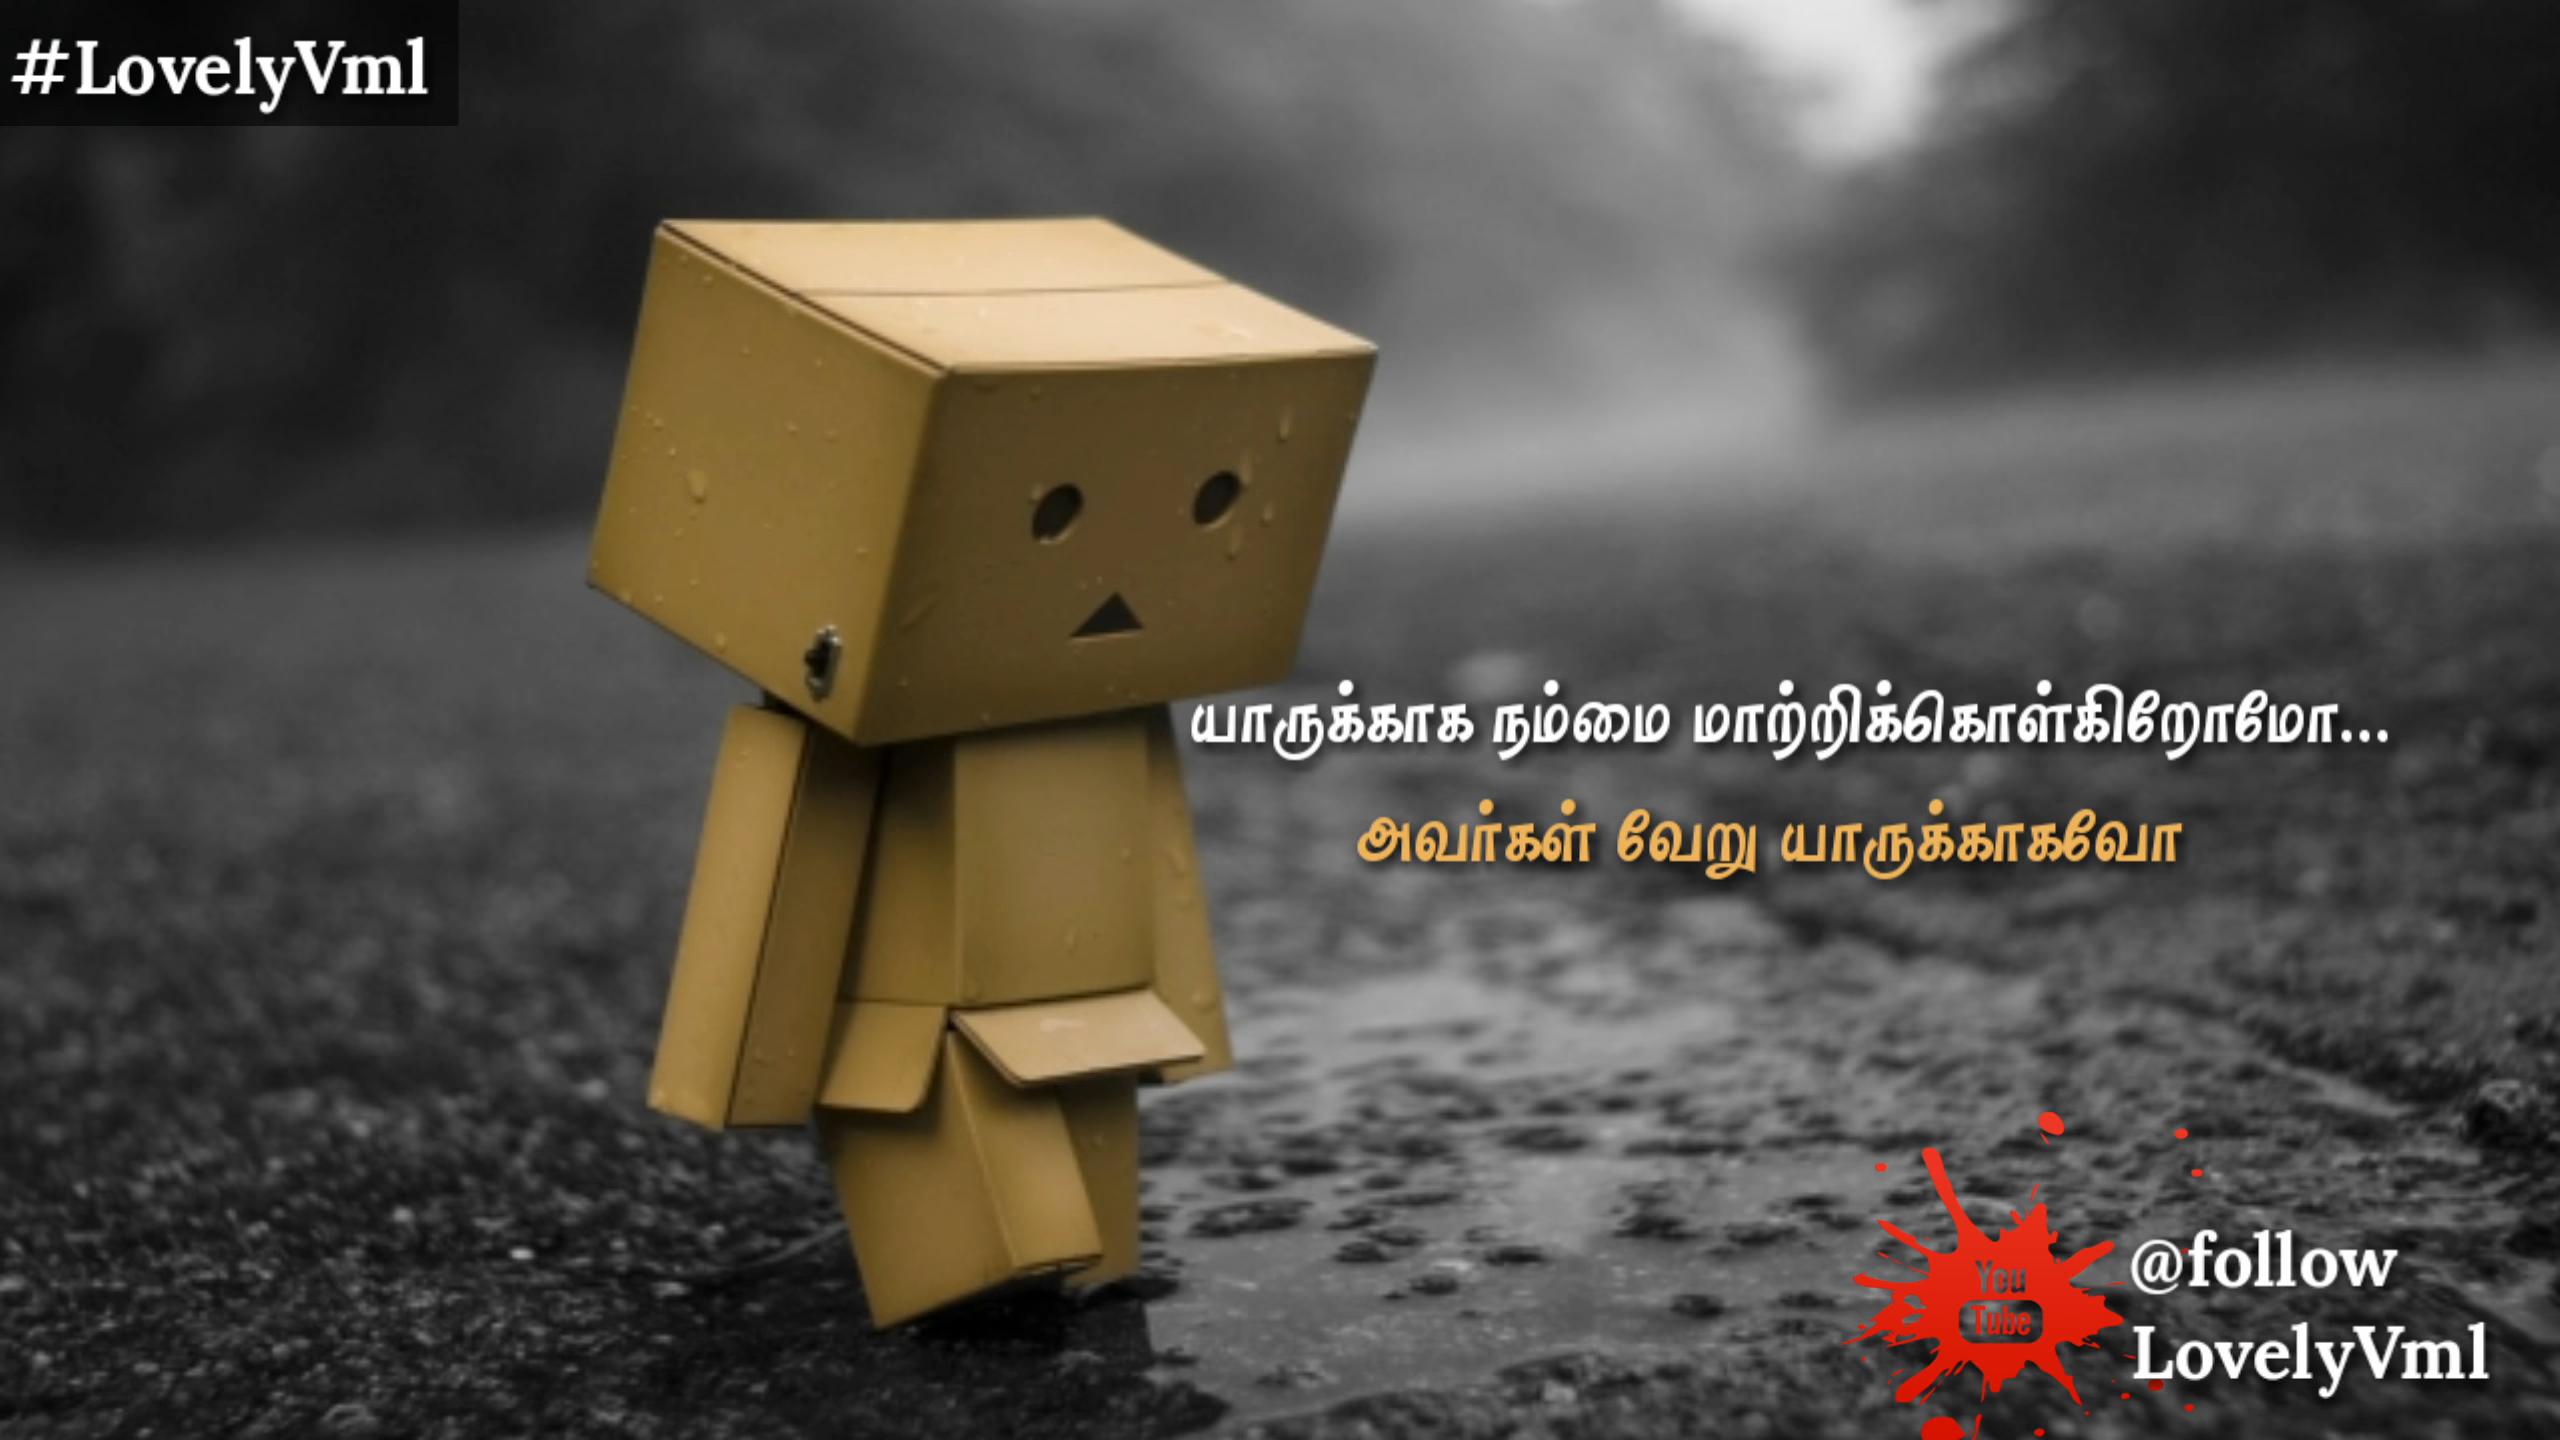 #LovelyVml
யாருக்காக நம்மை மாற்றிக்கொள்கிறோமோ...
அவர்கள் வேறு யாருக்காகவோ
You
Tube
@follow
LovelyVml